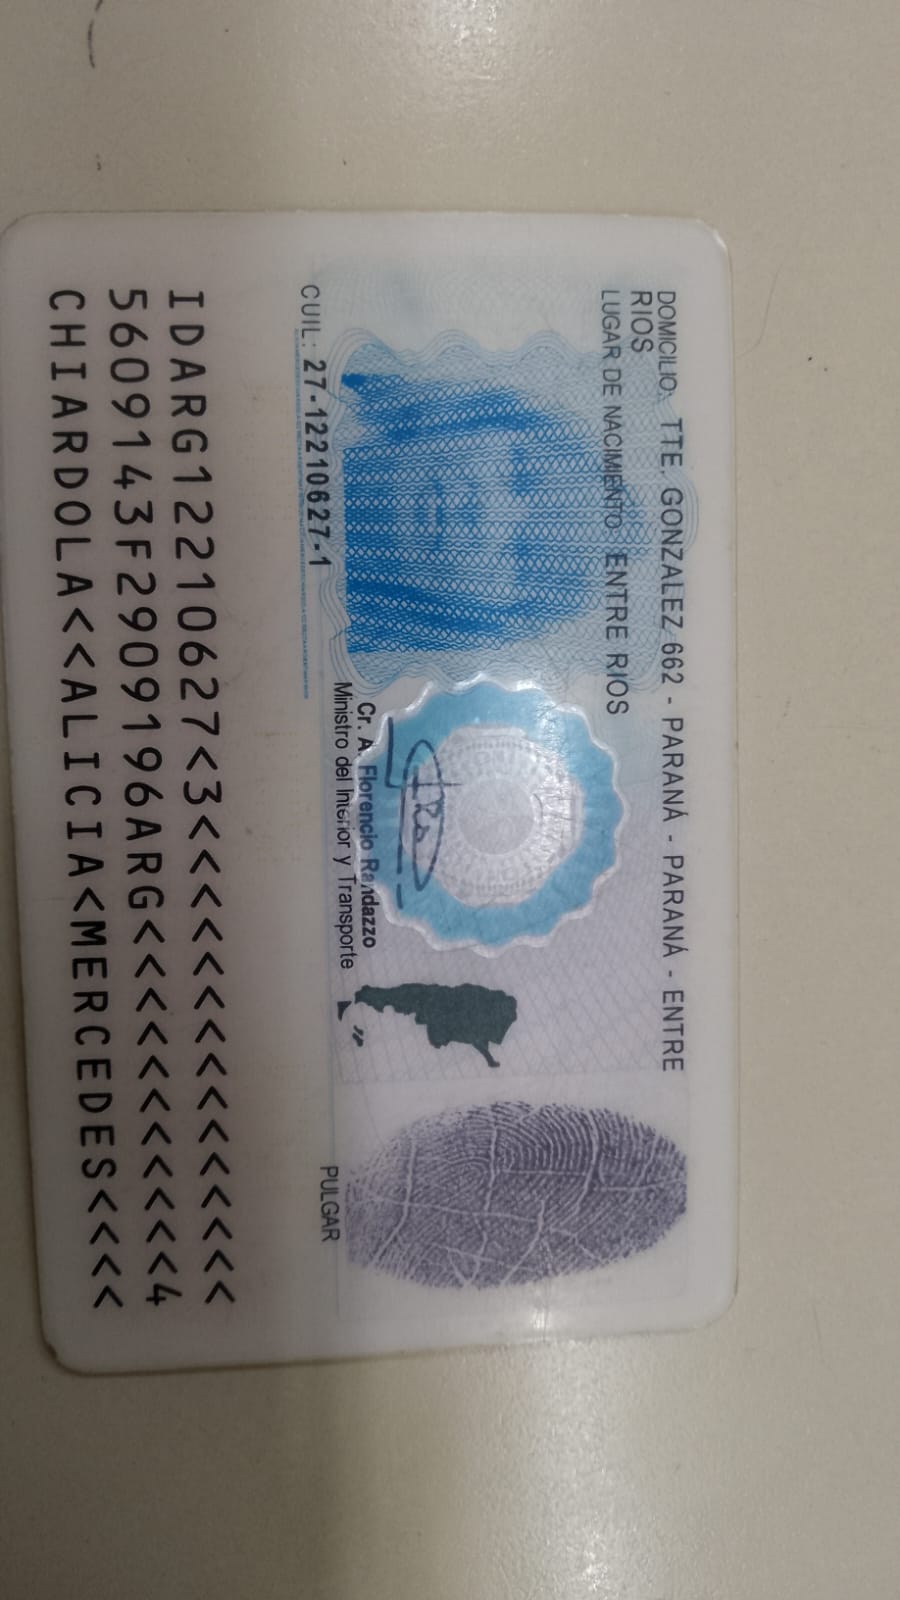 DOMICILIO: TTE. GONZALEZ 662 - PARANÁ - PARANÁ - ENTRE
RIOS
LUGAR DE NACIMIENTO: ENTRE RIOS
Cr. A. Florencio Randazzo
Ministro del Interior y Transporte
CUIL: 27-12210627-1
PULGAR
IDARG12210627<3<<<<<<<<<<<<<<<
5609143F2909196ARG<<<<<<<<<<<4
CHIARDOLA<<ALICIA<MERCEDES<<<<